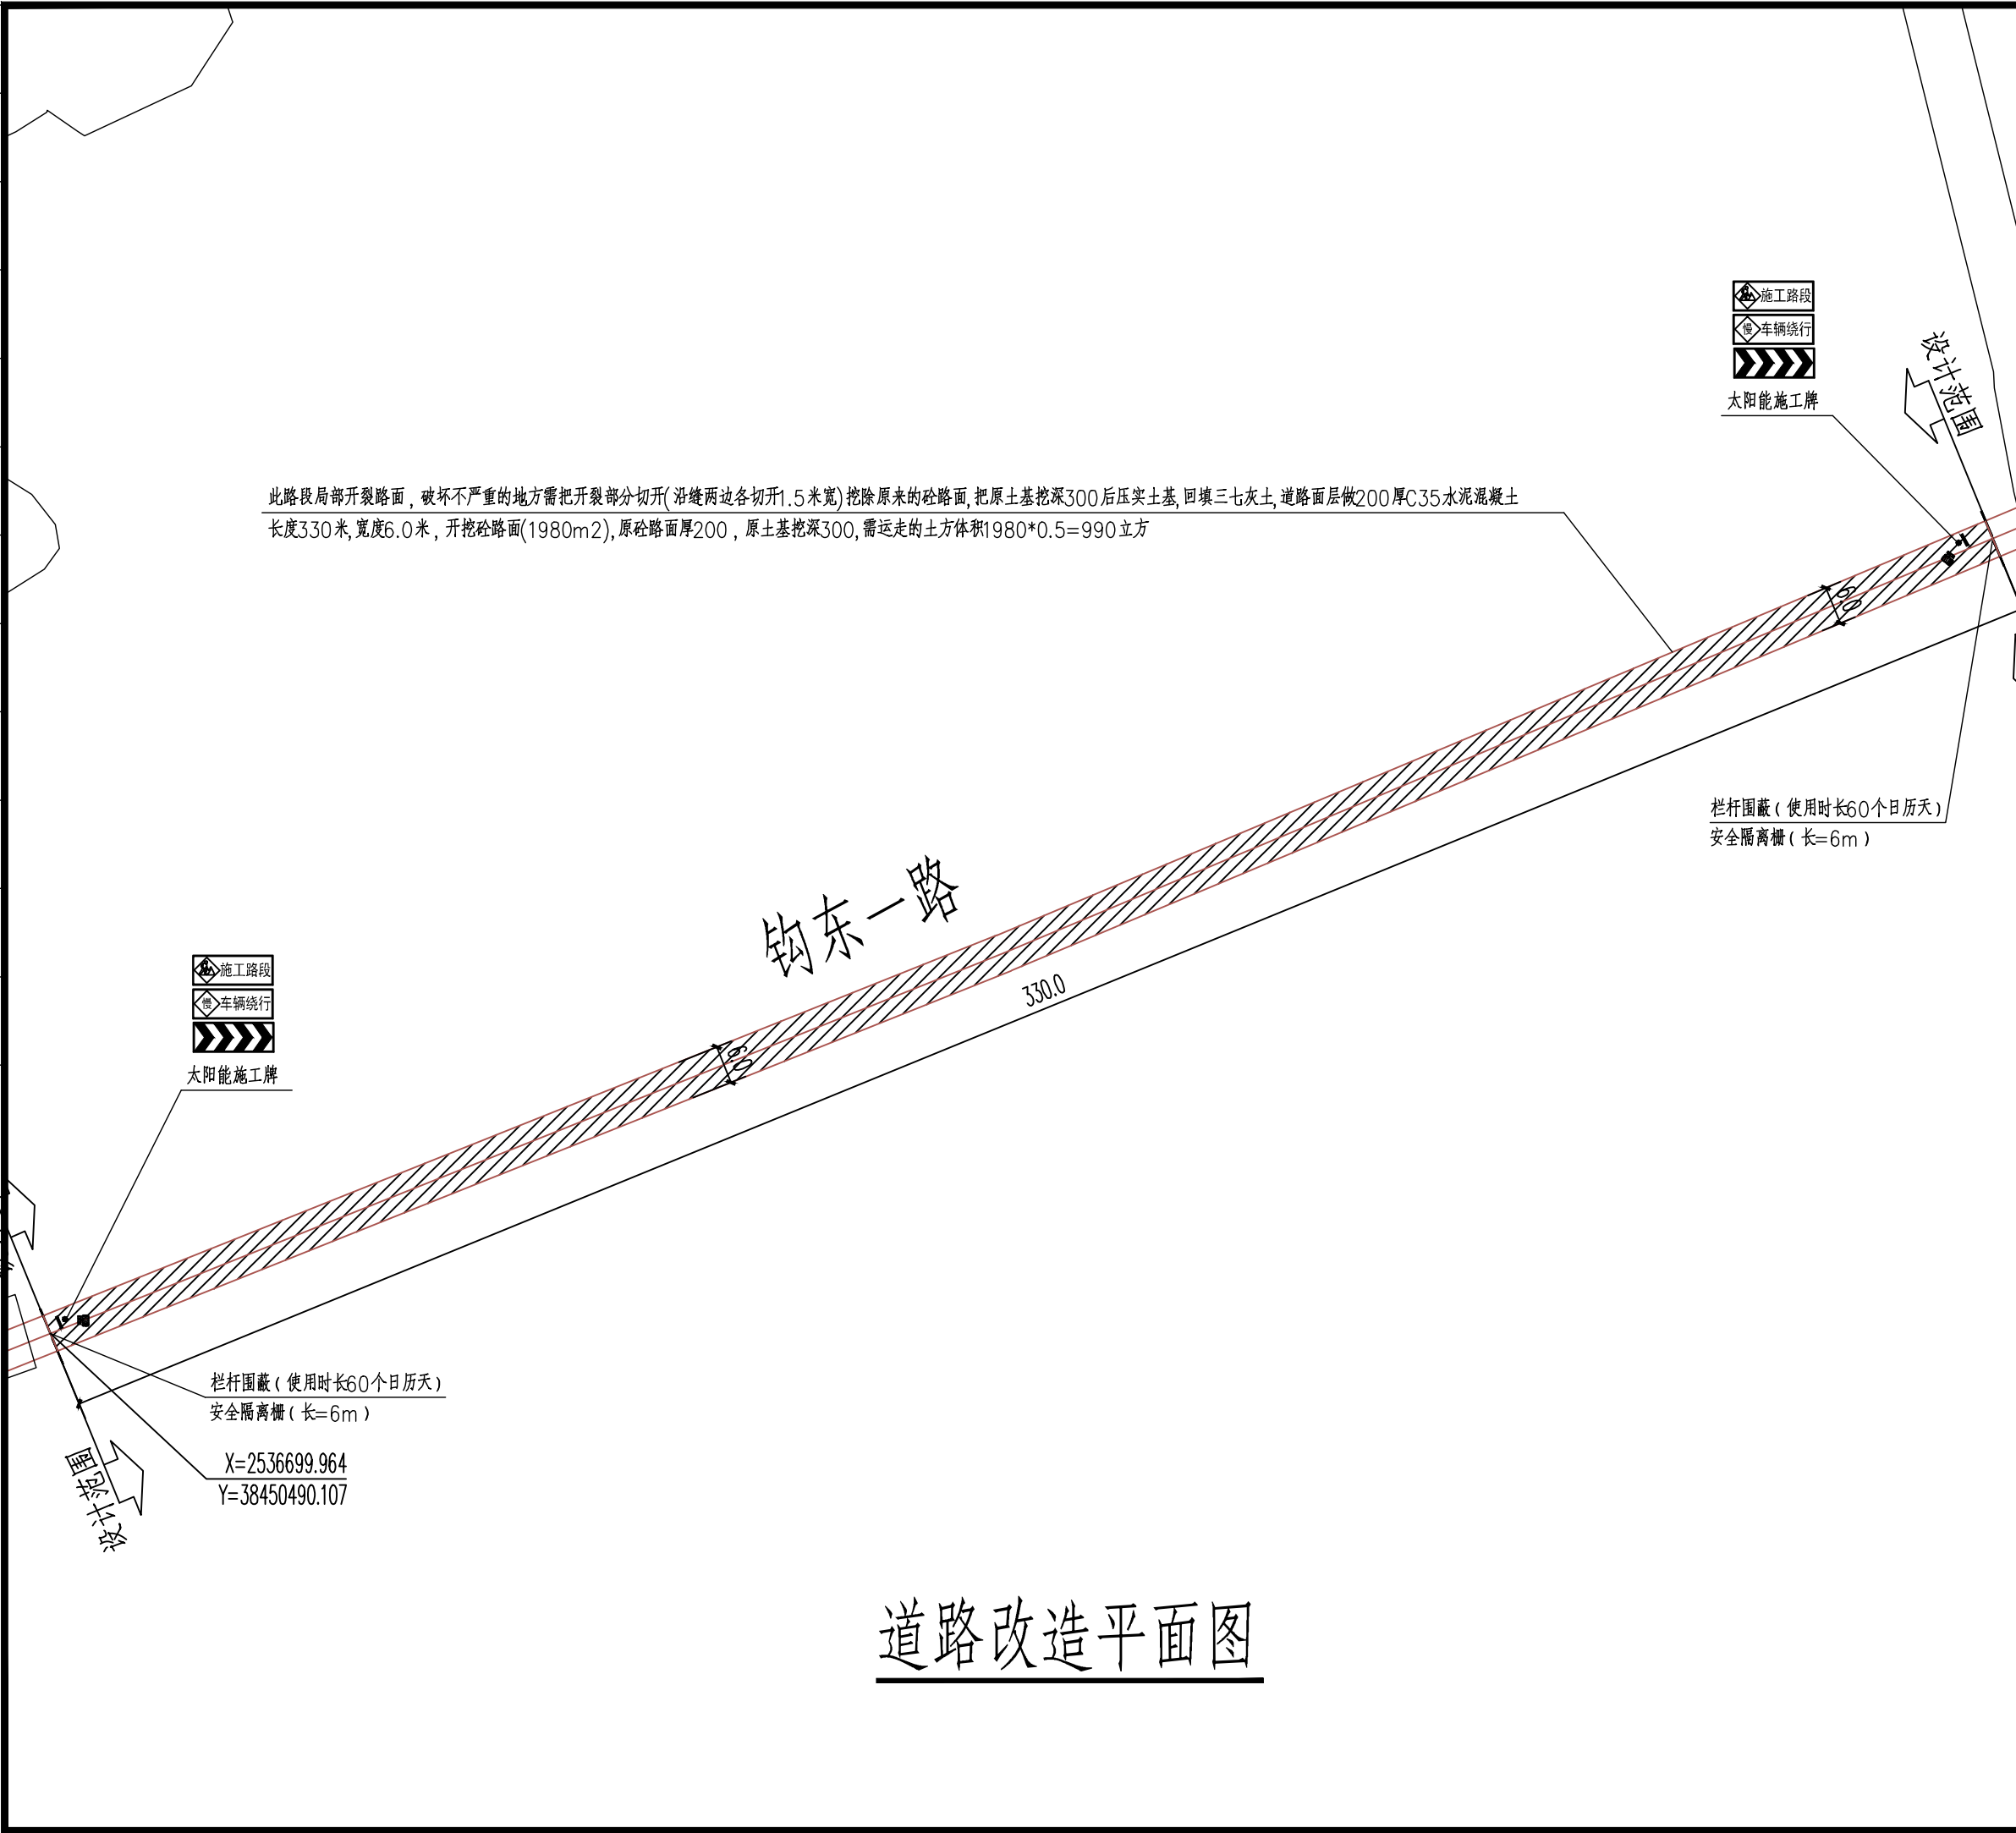 施工路段
慢 车辆绕行
太阳能施工牌
设计范围
此路段局部开裂路面，破坏不严重的地方需把开裂部分切开(沿缝两边各切开1.5米宽)挖除原来的砼路面,把原土基挖深300后压实土基,回填三七灰土,道路面层做200厚C35水泥混凝土
长度330米,宽度6.0米，开挖砼路面(1980m2),原砼路面厚200，原土基挖深300,需运走的土方体积1980*0.5=990立方
6.0
栏杆围蔽（使用时长60个日历天）
安全隔离栅（长=6m）
钧东一路
330.0
6.0
施工路段
慢 车辆绕行
太阳能施工牌
栏杆围蔽（使用时长60个日历天）
安全隔离栅（长=6m）
X=2536699.964
Y=38450490.107
设计范围
道路改造平面图